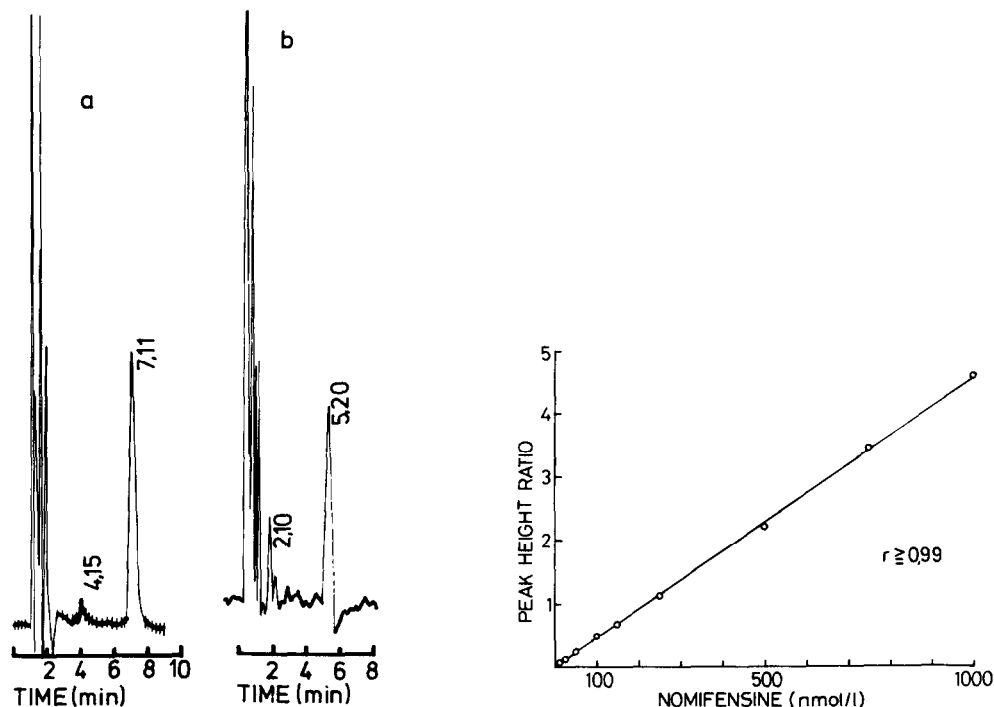 a
4,15
7,11
2 4 6 8 10
TIME (min)
b
2,10
5,20
2 4 6 8
TIME (min)
PEAK HEIGHT RATIO
5
4
3
2
1
r ≧ 0,99
100 500 1000
NOMIFENSINE (nmol/l)